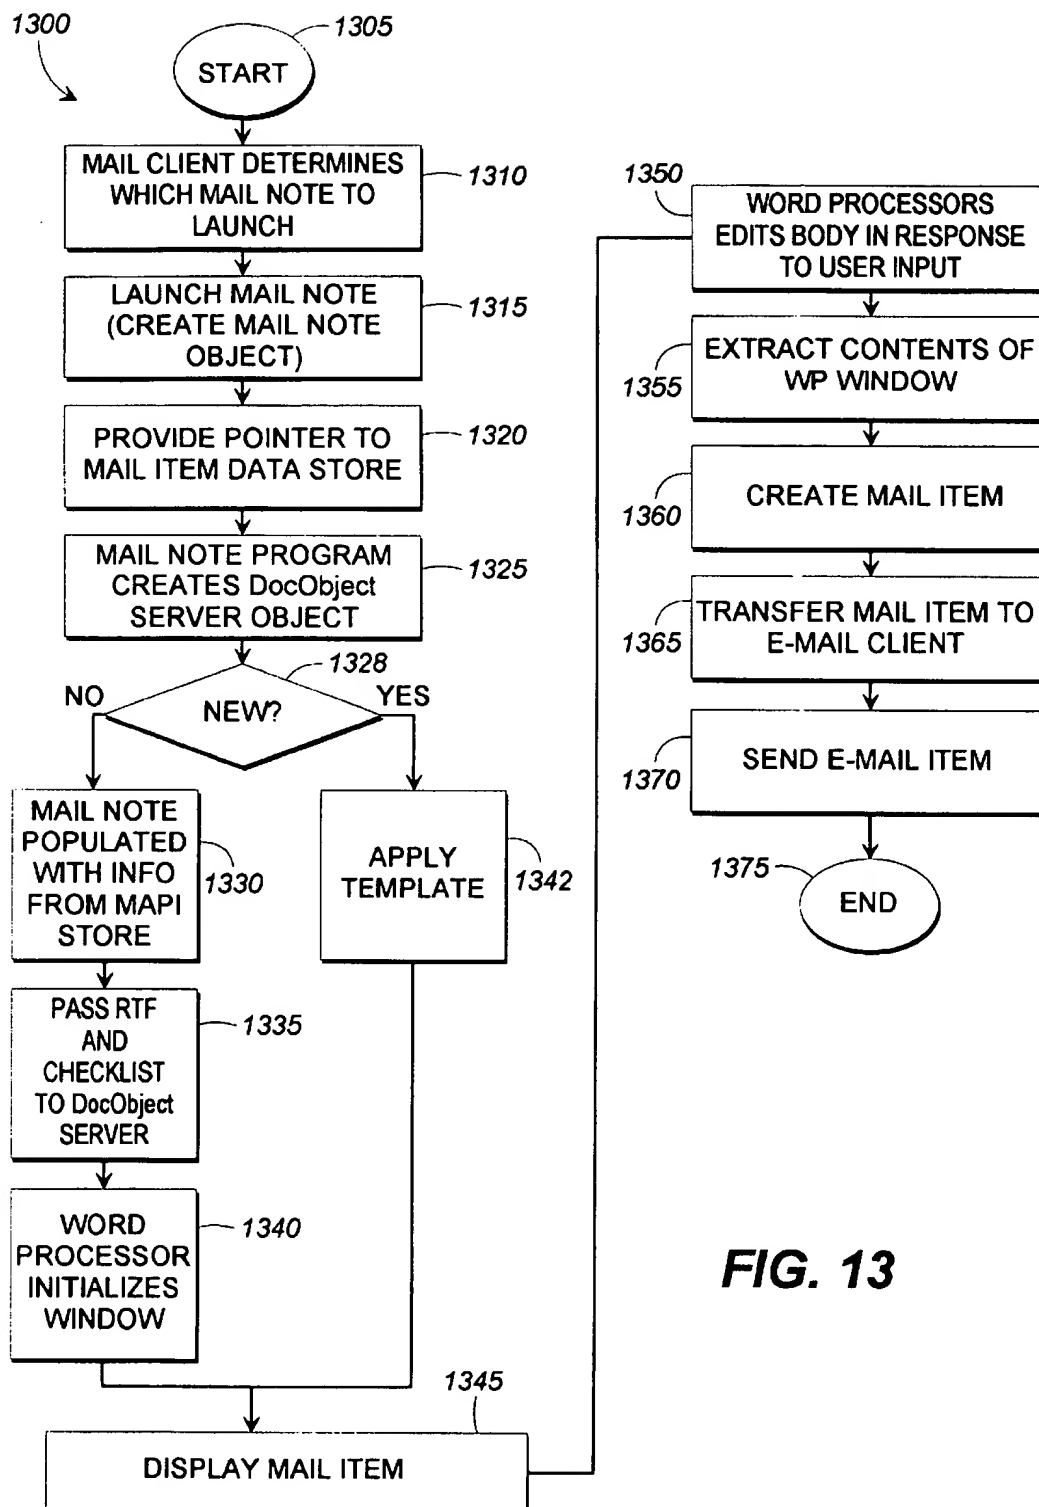 1300
1305
START
MAIL CLIENT DETERMINES
WHICH MAIL NOTE TO
LAUNCH
1310
LAUNCH MAIL NOTE
(CREATE MAIL NOTE
OBJECT)
1315
PROVIDE POINTER TO
MAIL ITEM DATA STORE
1320
MAIL NOTE PROGRAM
CREATES DocObject
SERVER OBJECT
1325
1328
NO
NEW?
YES
MAIL NOTE
POPULATED
WITH INFO
FROM MAPI
STORE
1330
APPLY
TEMPLATE
1342
PASS RTF
AND
CHECKLIST
TO DocObject
SERVER
1335
WORD
PROCESSOR
INITIALIZES
WINDOW
1340
1345
DISPLAY MAIL ITEM
1350
WORD PROCESSORS
EDITS BODY IN RESPONSE
TO USER INPUT
1355
EXTRACT CONTENTS OF
WP WINDOW
1360
CREATE MAIL ITEM
1365
TRANSFER MAIL ITEM TO
E-MAIL CLIENT
1370
SEND E-MAIL ITEM
1375
END
FIG. 13